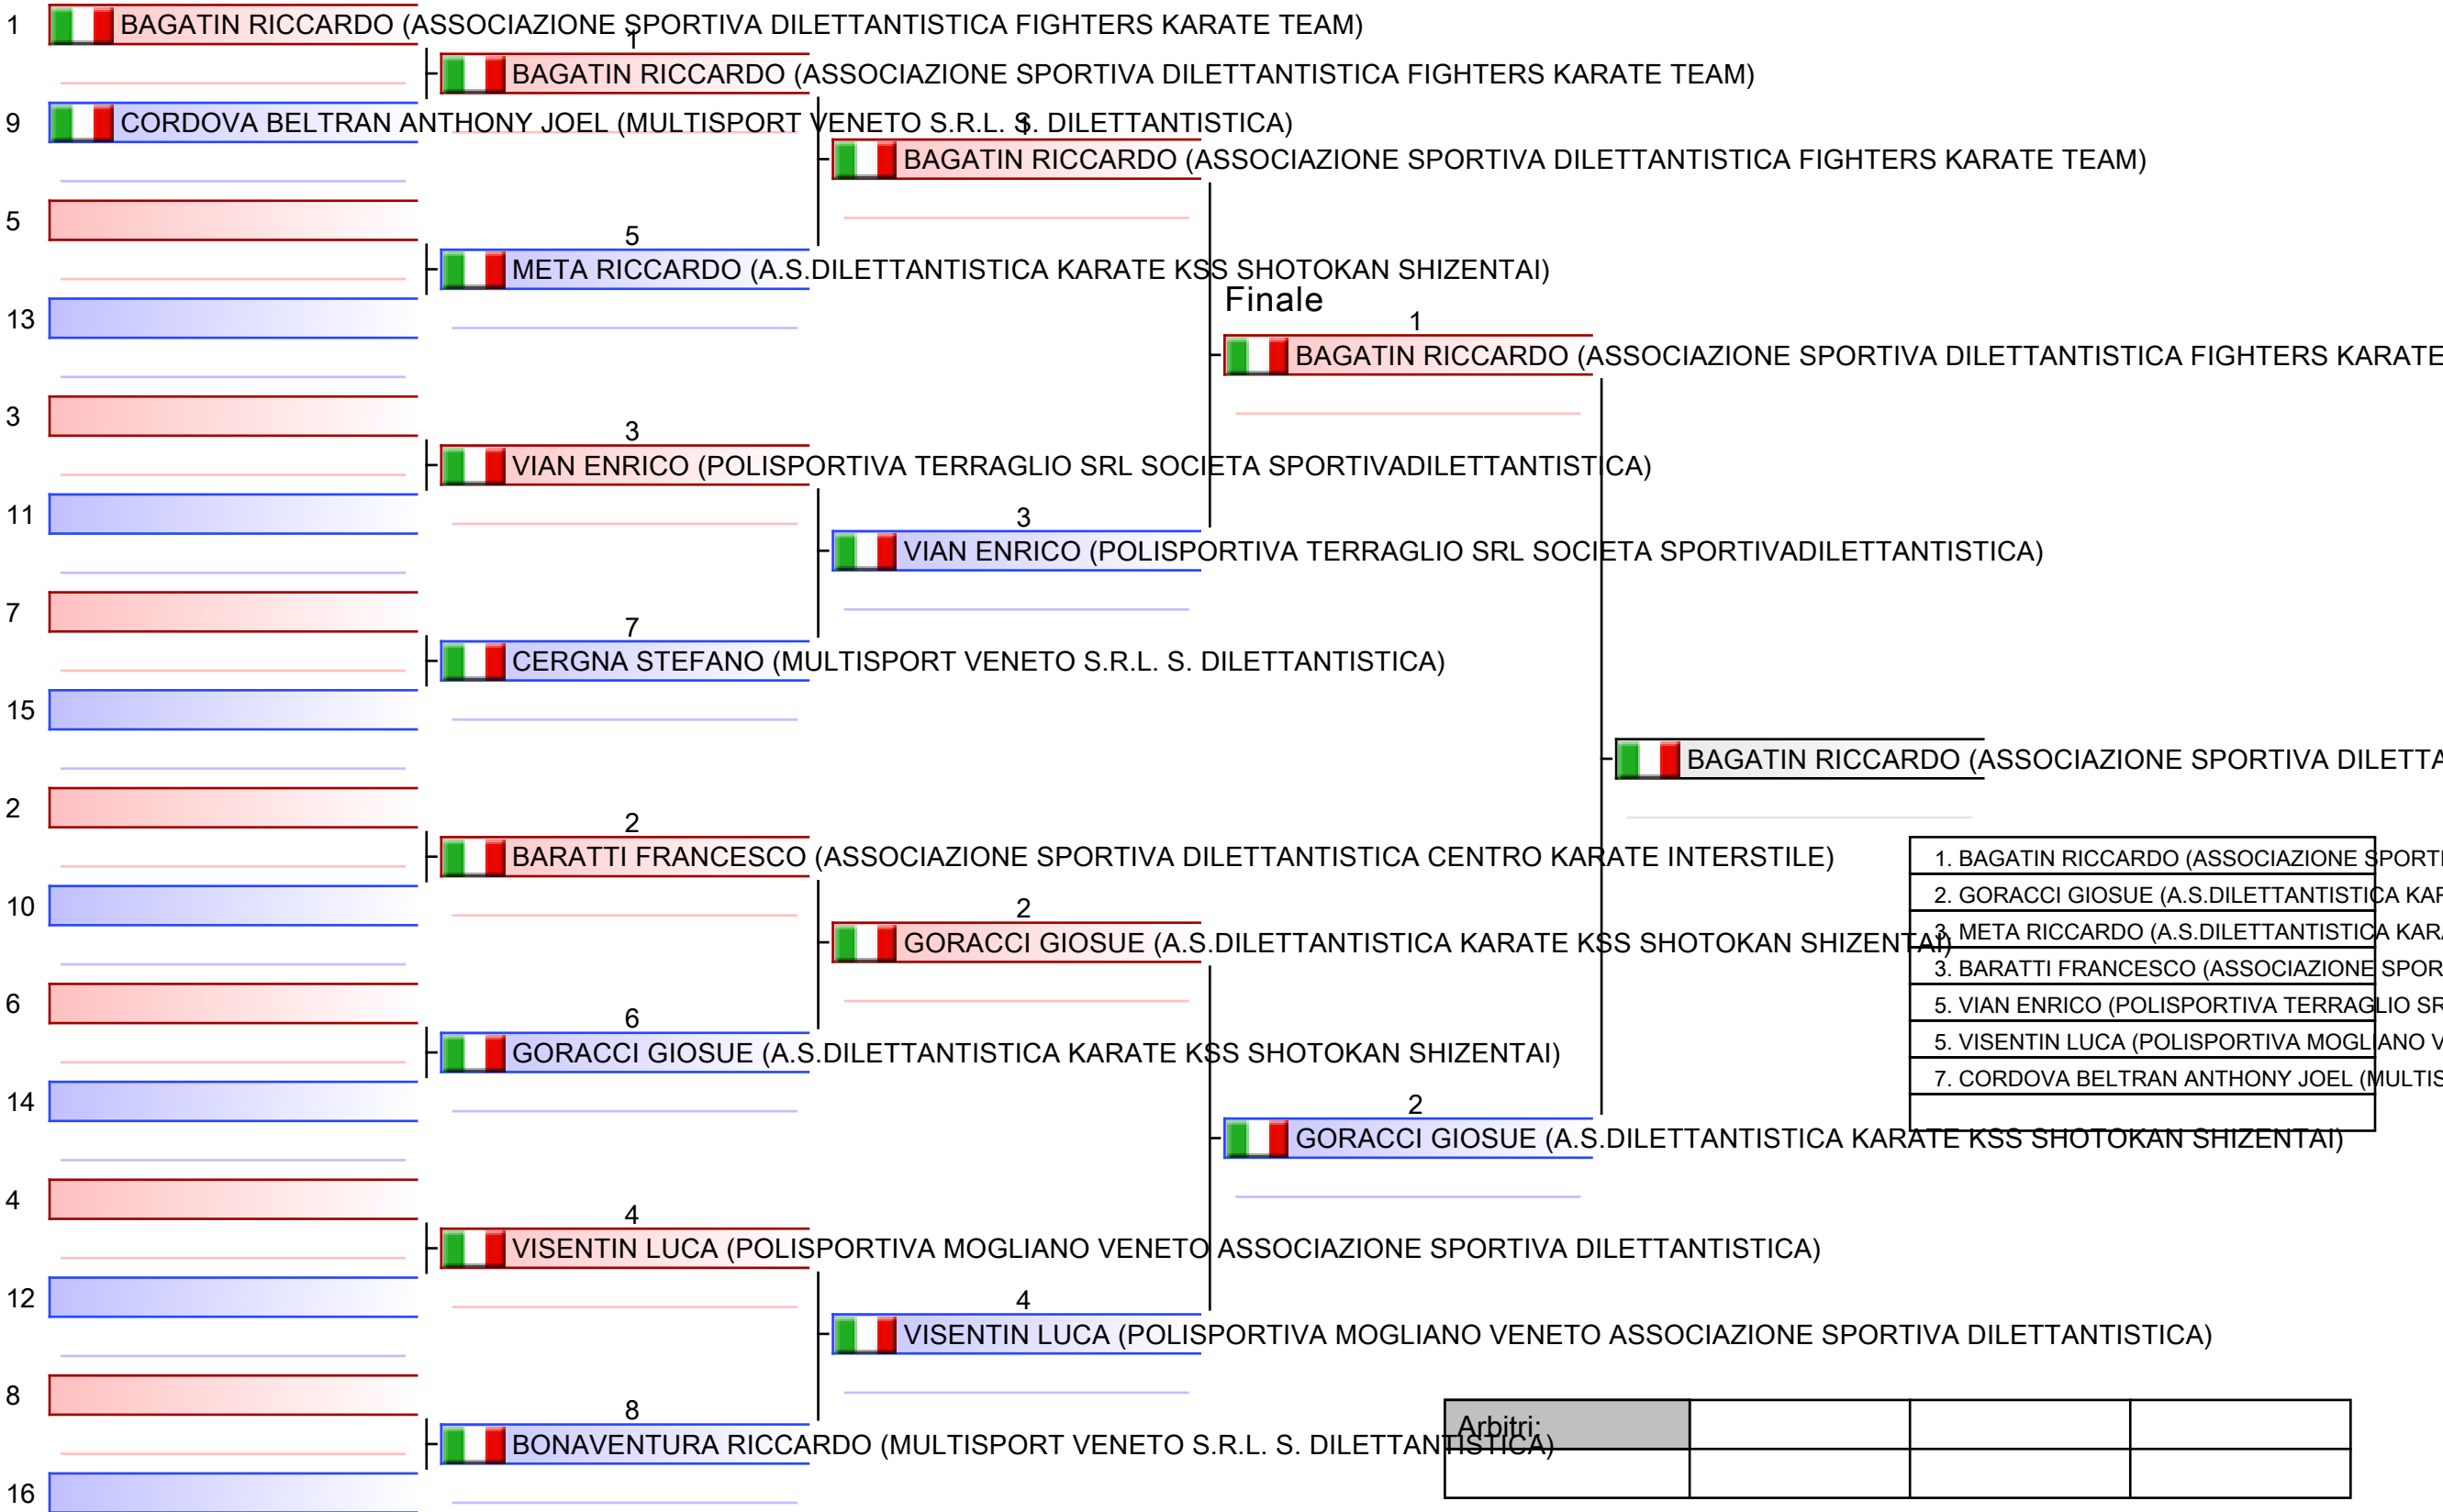 1 BAGATIN RICCARDO (ASSOCIAZIONE SPORTIVA DILETTANTISTICA FIGHTERS KARATE TEAM)
1
BAGATIN RICCARDO (ASSOCIAZIONE SPORTIVA DILETTANTISTICA FIGHTERS KARATE TEAM)
9 CORDOVA BELTRAN ANTHONY JOEL (MULTISPORT VENETO S.R.L. S. DILETTANTISTICA)
1
BAGATIN RICCARDO (ASSOCIAZIONE SPORTIVA DILETTANTISTICA FIGHTERS KARATE TEAM)
5
5
META RICCARDO (A.S.DILETTANTISTICA KARATE KSS SHOTOKAN SHIZENTAI)
Finale
13
1
BAGATIN RICCARDO (ASSOCIAZIONE SPORTIVA DILETTANTISTICA FIGHTERS KARATE
3
3
VIAN ENRICO (POLISPORTIVA TERRAGLIO SRL SOCIETA SPORTIVADILETTANTISTICA)
11
3
VIAN ENRICO (POLISPORTIVA TERRAGLIO SRL SOCIETA SPORTIVADILETTANTISTICA)
7
7
CERGNA STEFANO (MULTISPORT VENETO S.R.L. S. DILETTANTISTICA)
15
BAGATIN RICCARDO (ASSOCIAZIONE SPORTIVA DILETTA
2
2
BARATTI FRANCESCO (ASSOCIAZIONE SPORTIVA DILETTANTISTICA CENTRO KARATE INTERSTILE)
1. BAGATIN RICCARDO (ASSOCIAZIONE SPORTI
2. GORACCI GIOSUE (A.S.DILETTANTISTICA KAR
3. META RICCARDO (A.S.DILETTANTISTICA KARA
3. BARATTI FRANCESCO (ASSOCIAZIONE SPOR
5. VIAN ENRICO (POLISPORTIVA TERRAGLIO SR
5. VISENTIN LUCA (POLISPORTIVA MOGLIANO V
7. CORDOVA BELTRAN ANTHONY JOEL (MULTIS
10
2
GORACCI GIOSUE (A.S.DILETTANTISTICA KARATE KSS SHOTOKAN SHIZENTAI)
6
6
GORACCI GIOSUE (A.S.DILETTANTISTICA KARATE KSS SHOTOKAN SHIZENTAI)
14
2
GORACCI GIOSUE (A.S.DILETTANTISTICA KARATE KSS SHOTOKAN SHIZENTAI)
4
4
VISENTIN LUCA (POLISPORTIVA MOGLIANO VENETO ASSOCIAZIONE SPORTIVA DILETTANTISTICA)
12
4
VISENTIN LUCA (POLISPORTIVA MOGLIANO VENETO ASSOCIAZIONE SPORTIVA DILETTANTISTICA)
8
8
BONAVENTURA RICCARDO (MULTISPORT VENETO S.R.L. S. DILETTANTISTICA)
Arbitri:
16